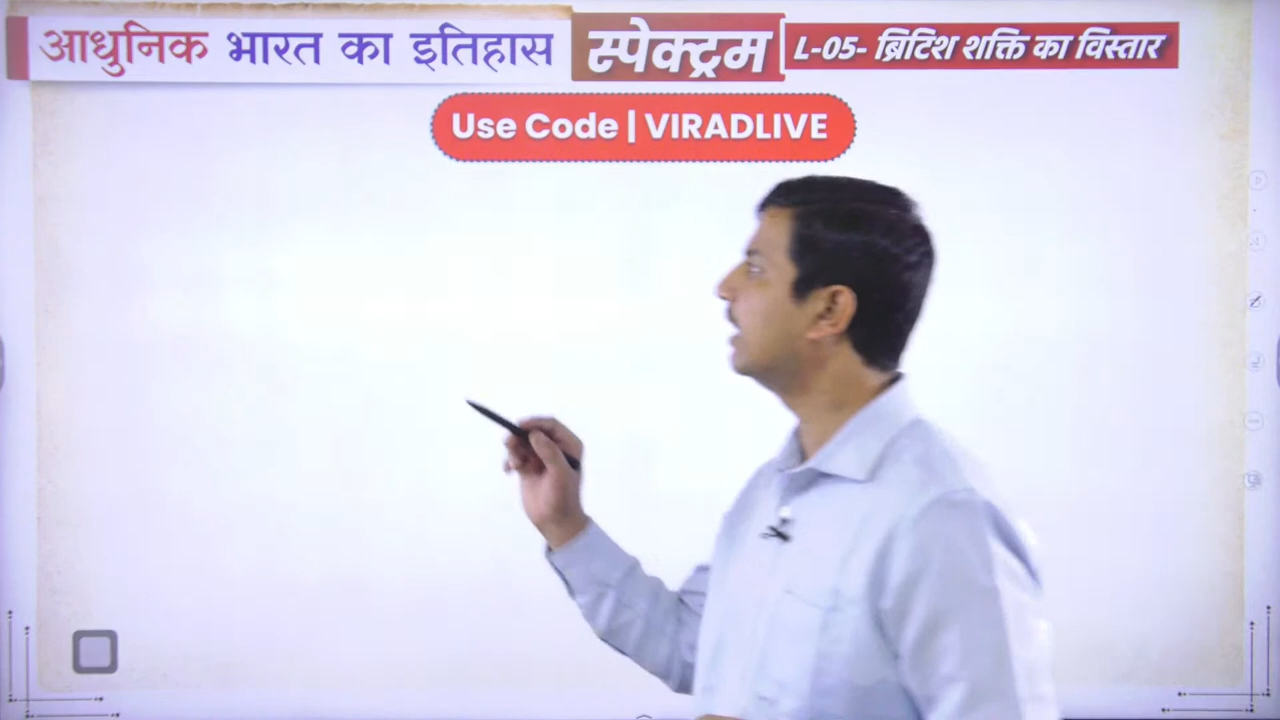 आधुनिक भारत का इतिहास स्पेक्ट्रम L-05- ब्रिटिश शक्ति का विस्तार
Use Code | VIRADLIVE